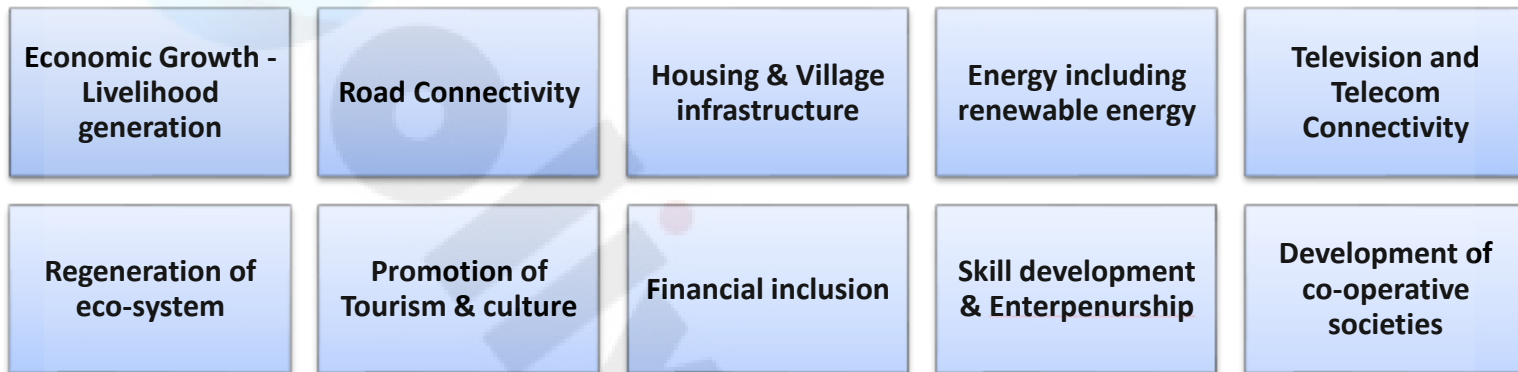 Economic Growth -
Livelihood
generation
Road Connectivity
Housing & Village
infrastructure
Energy including
renewable energy
Television and
Telecom
Connectivity
Regeneration of
eco-system
Promotion of
Tourism & culture
Financial inclusion
Skill development
& Enterpenurship
Development of
co-operative
societies